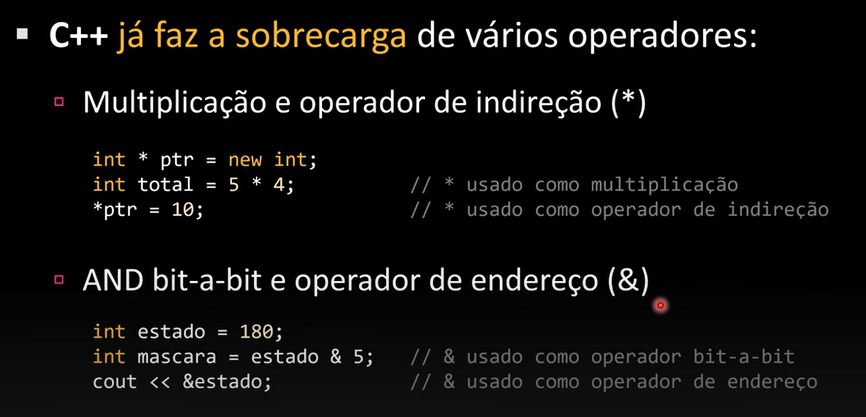 C++ já faz a sobrecarga de vários operadores:
Multiplicação e operador de indireção (*)
int * ptr = new int;
int total = 5 * 4; // * usado como multiplicação
*ptr = 10; // * usado como operador de indireção
AND bit-a-bit e operador de endereço (&)
int estado = 180;
int mascara = estado & 5; // & usado como operador bit-a-bit
cout << &estado; // & usado como operador de endereço